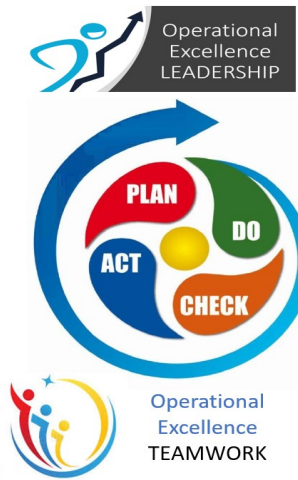 Operational
Excellence
LEADERSHIP
PLAN
DO
ACT
CHECK
Operational
Excellence
TEAMWORK